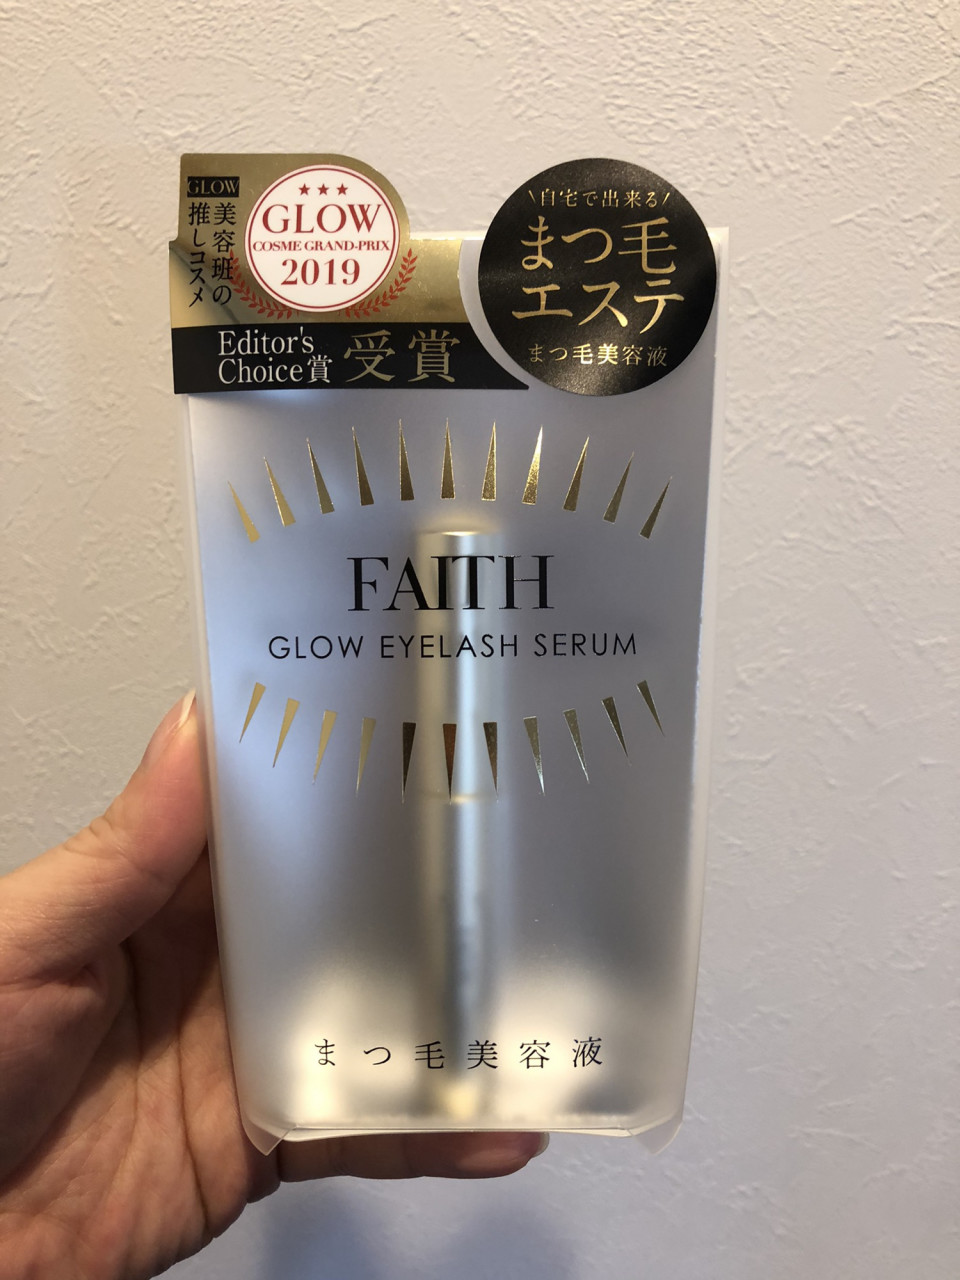 GLOW
美容班の
推しコスメ
GLOW
COSME GRAND-PRIX
2019
Editor's
Choice賞
受賞
\自宅で出来る/
まつ毛
エステ
まつ毛美容液
FAITH
GLOW EYELASH SERUM
まつ毛美容液